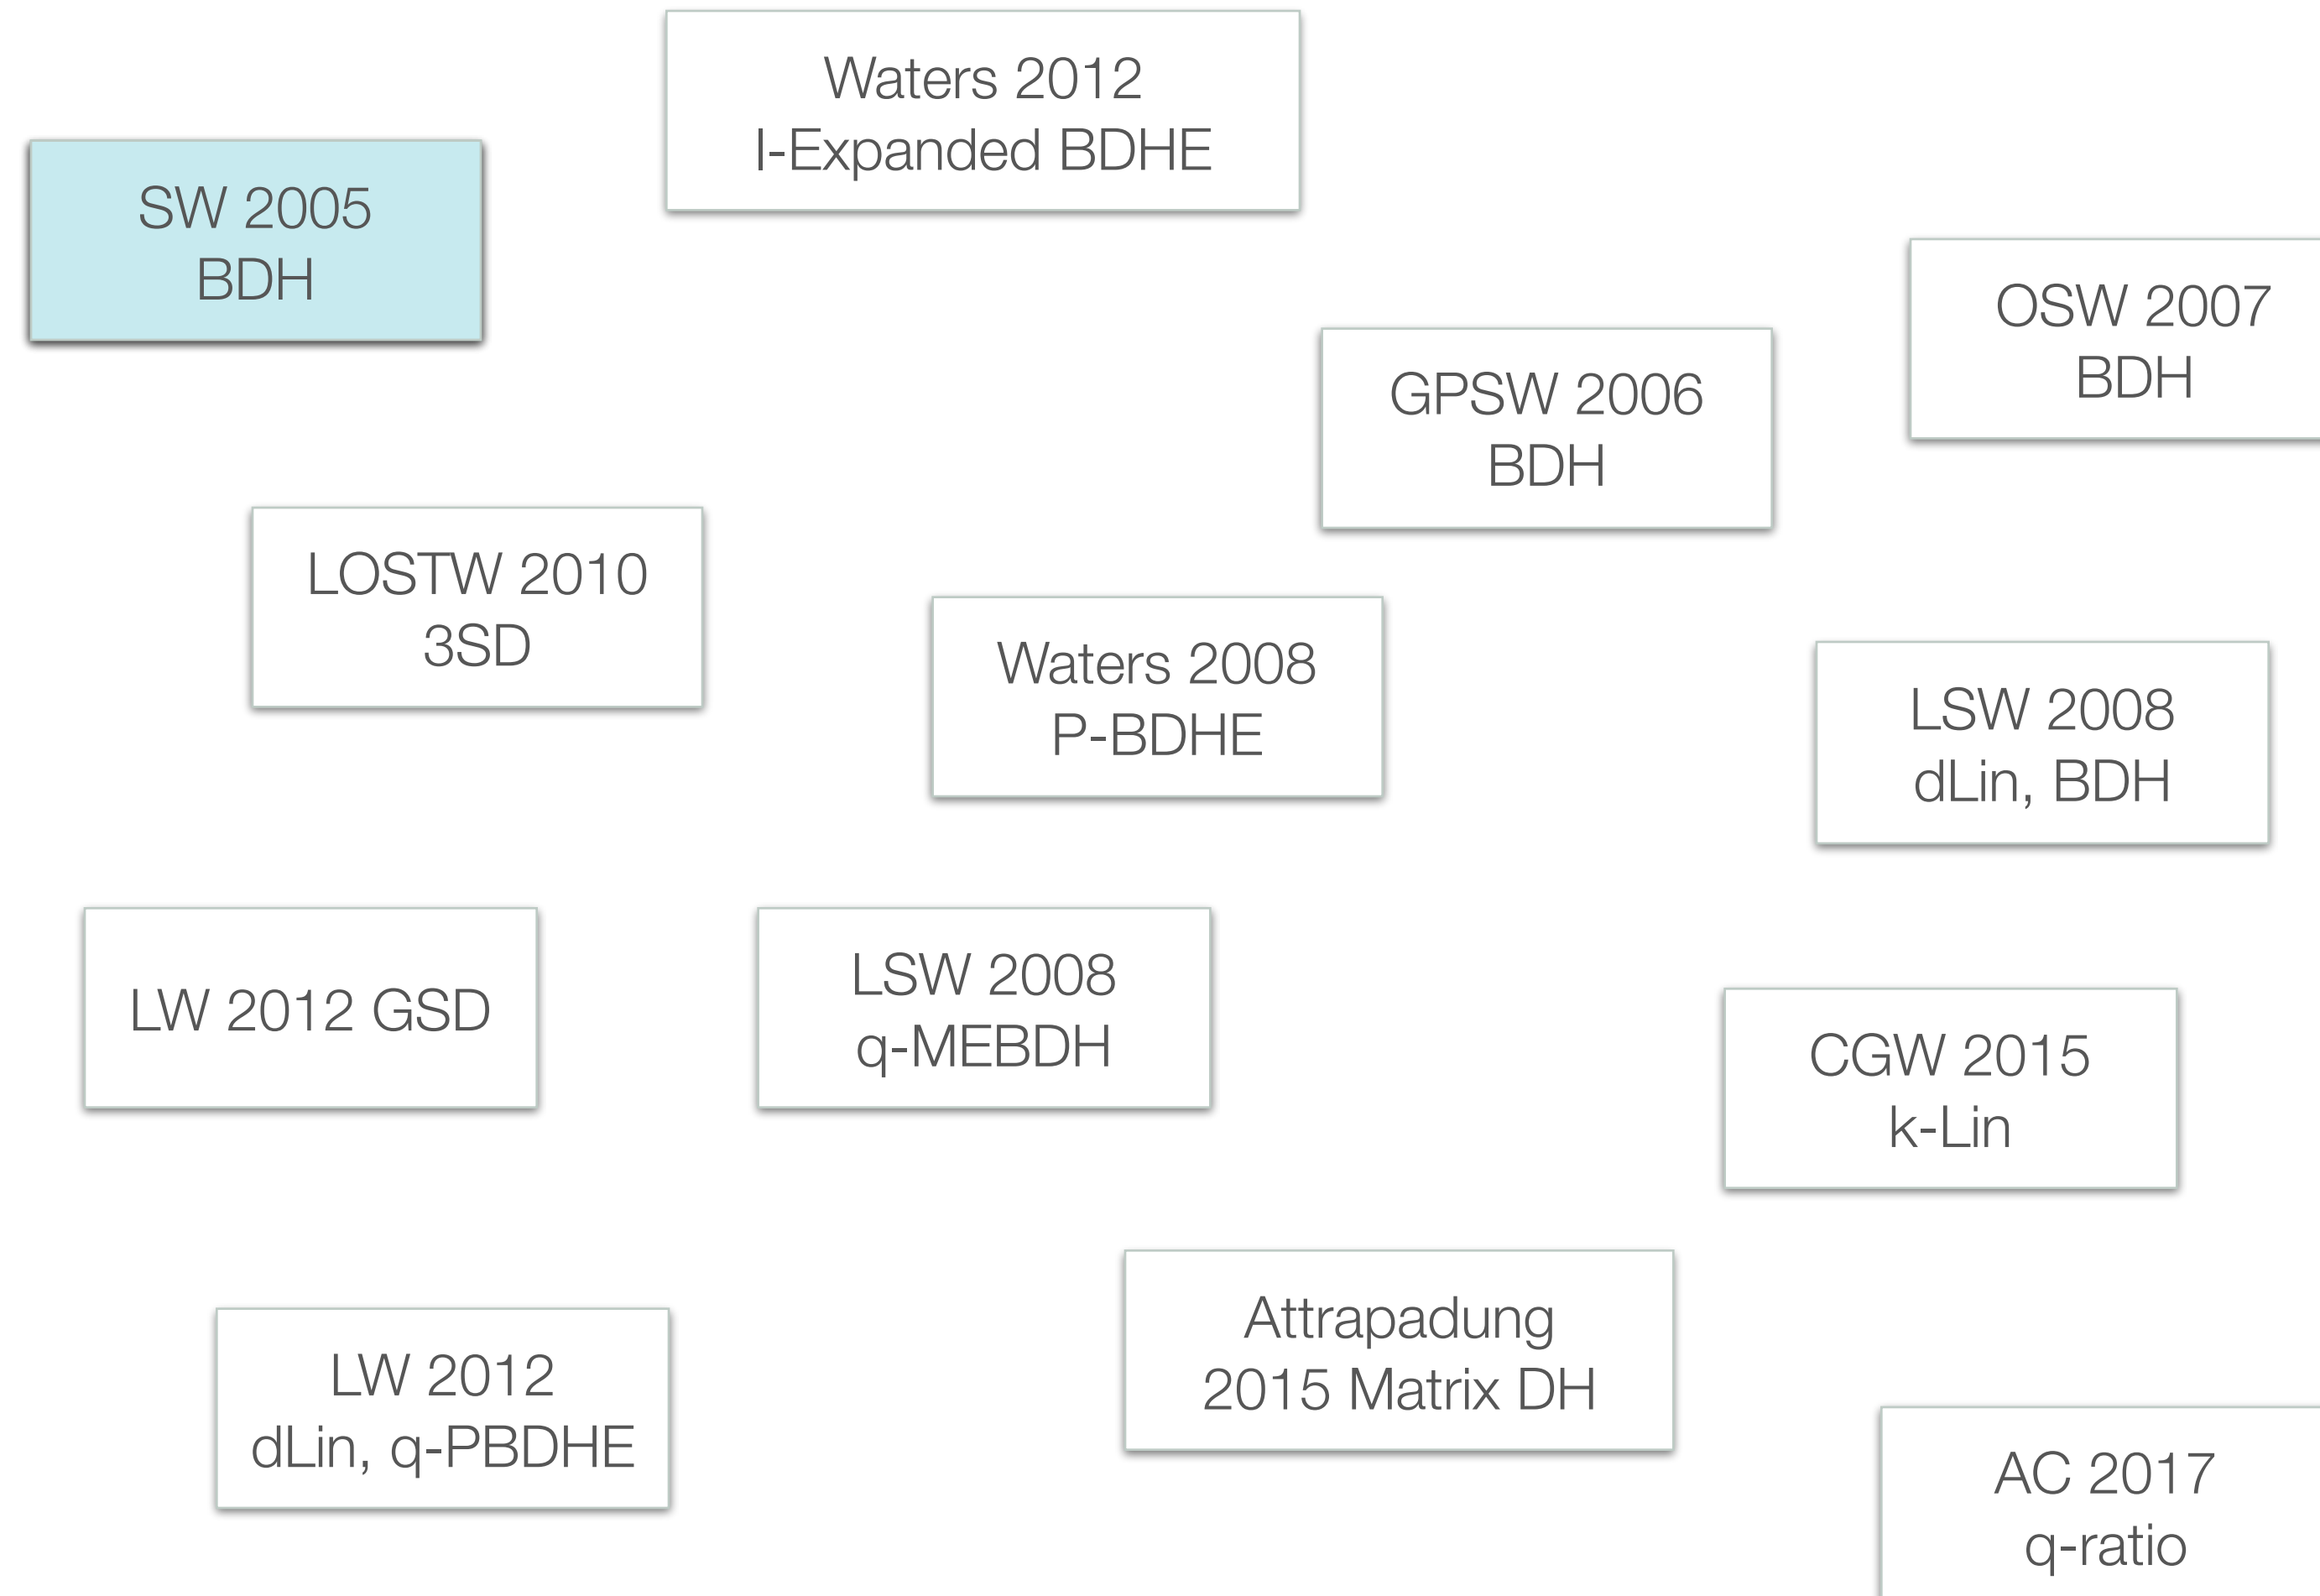 Waters 2012
l-Expanded BDHE
SW 2005
BDH
OSW 2007
BDH
GPSW 2006
BDH
LOSTW 2010
3SD
Waters 2008
P-BDHE
LSW 2008
dLin, BDH
LW 2012 GSD
LSW 2008
q-MEBDH
CGW 2015
k-Lin
Attrapadung
2015 Matrix DH
LW 2012
dLin, q-PBDHE
AC 2017
q-ratio